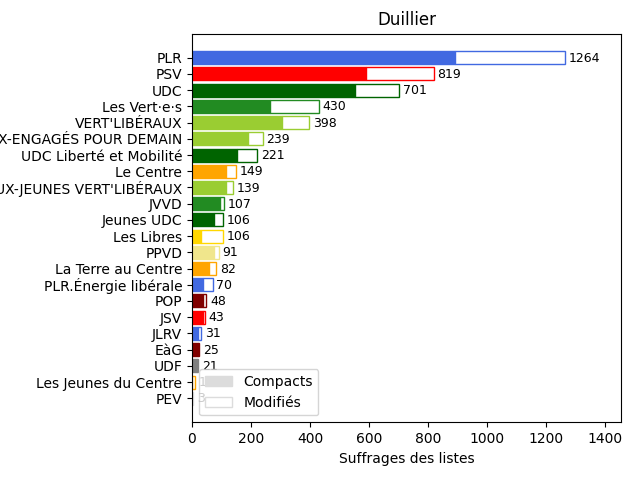 Duillier
PLR 1264
PSV 819
UDC 701
Les Vert·e·s 430
VERT'LIBÉRAUX 398
X-ENGAGÉS POUR DEMAIN 239
UDC Liberté et Mobilité 221
Le Centre 149
UX-JEUNES VERT'LIBÉRAUX 139
JVVD 107
Jeunes UDC 106
Les Libres 106
PPVD 91
La Terre au Centre 82
PLR.Énergie libérale 70
POP 48
JSV 43
JLRV 31
EàG 25
UDF 21
Les Jeunes du Centre
PEV 3
Compacts
Modifiés
0 200 400 600 800 1000 1200 1400
Suffrages des listes